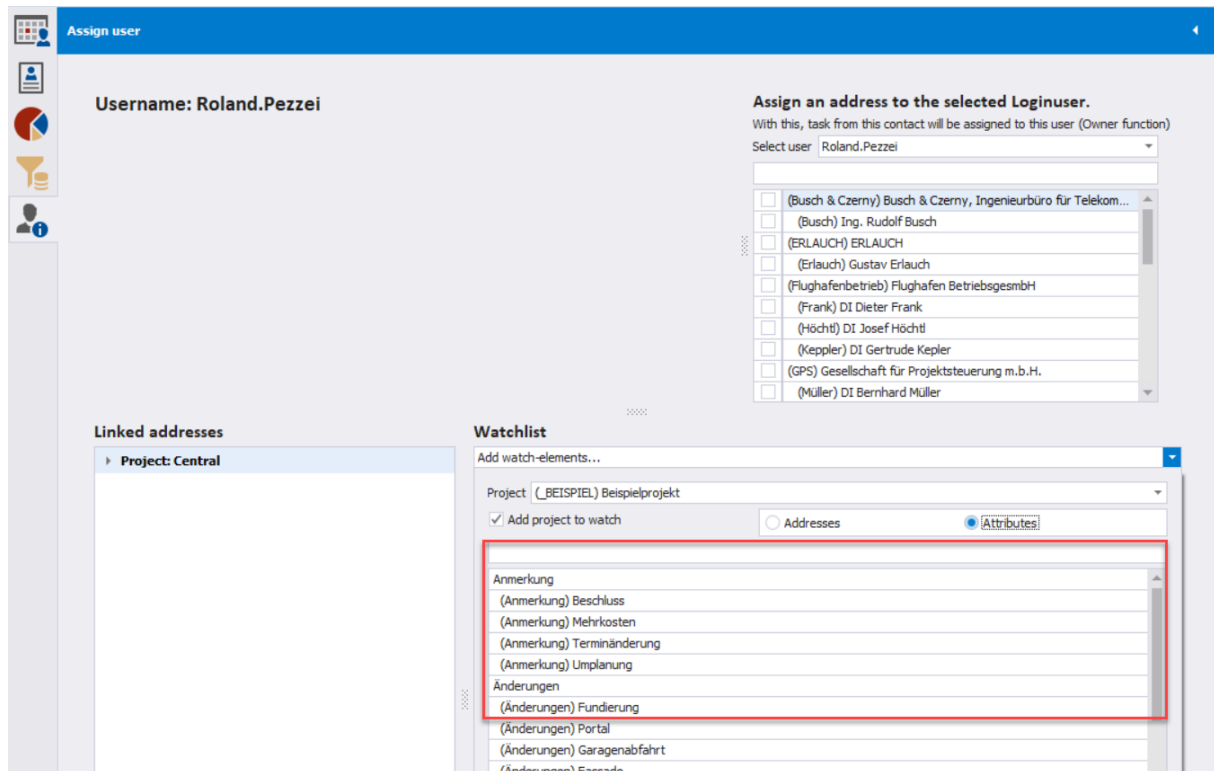 Assign user
Username: Roland.Pezzei
Assign an address to the selected Loginuser.
With this, task from this contact will be assigned to this user (Owner function)
Select user Roland.Pezzei
(Busch & Czerny) Busch & Czerny, Ingenieurbüro für Telekom...
(Busch) Ing. Rudolf Busch
(ERLAUCH) ERLAUCH
(Erlauch) Gustav Erlauch
(Flughafenbetrieb) Flughafen BetriebsgesmbH
(Frank) DI Dieter Frank
(Höchtl) DI Josef Höchtl
(Keppler) DI Gertrude Kepler
(GPS) Gesellschaft für Projektsteuerung m.b.H.
(Müller) DI Bernhard Müller
Linked addresses
Project: Central
Watchlist
Add watch-elements...
Project (_BEISPIEL) Beispielprojekt
Add project to watch
Addresses
Attributes
Anmerkung
(Anmerkung) Beschluss
(Anmerkung) Mehrkosten
(Anmerkung) Terminänderung
(Anmerkung) Umplanung
Änderungen
(Änderungen) Fundierung
(Änderungen) Portal
(Änderungen) Garagenabfahrt
(Änderungen) Fassade